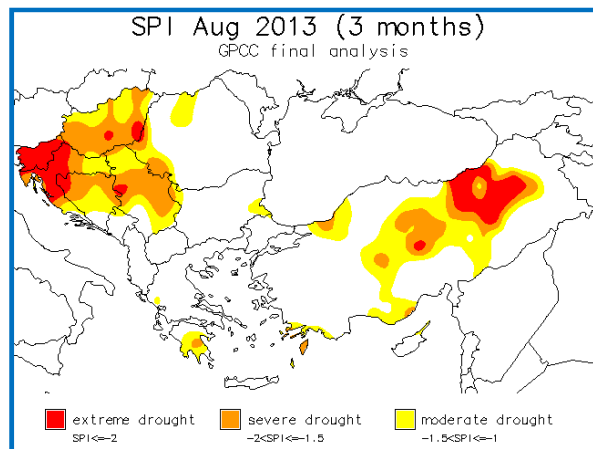 SPI Aug 2013 (3 months)
GPCC final analysis
extreme drought severe drought moderate drought
SPI<=-2 -2<SPI<=-1.5 -1.5<SPI<=-1